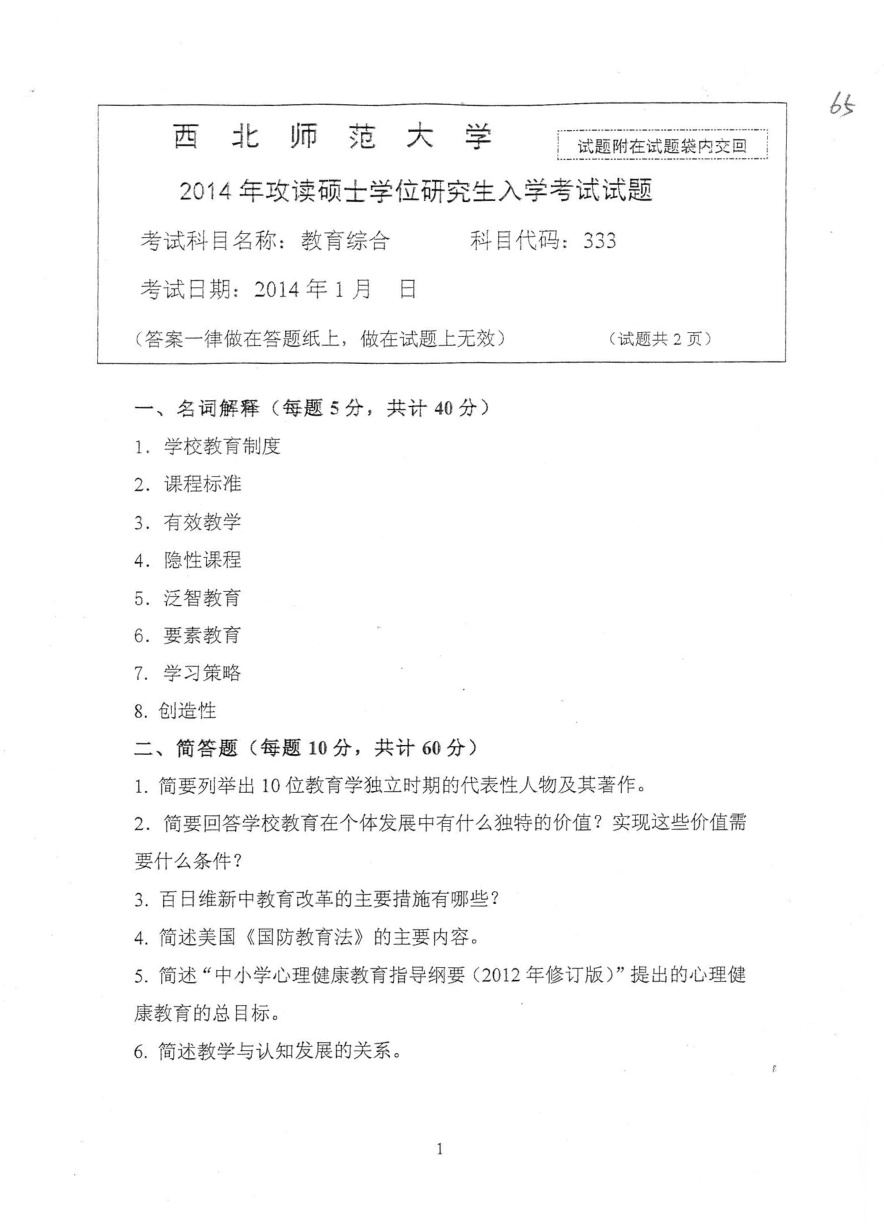 65
西北师范大学
试题附在试题袋内交回
2014年攻读硕士学位研究生入学考试试题
考试科目名称：教育综合 科目代码：333
考试日期：2014年1月 日
（答案一律做在答题纸上，做在试题上无效） （试题共2页）
一、名词解释（每题5分，共计40分）
1．学校教育制度
2．课程标准
3．有效教学
4．隐性课程
5．泛智教育
6．要素教育
7．学习策略
8. 创造性
二、简答题（每题10分，共计60分）
1. 简要列举出10位教育学独立时期的代表性人物及其著作。
2．简要回答学校教育在个体发展中有什么独特的价值？实现这些价值需
要什么条件？
3. 百日维新中教育改革的主要措施有哪些？
4. 简述美国《国防教育法》的主要内容。
5. 简述“中小学心理健康教育指导纲要（2012年修订版）”提出的心理健
康教育的总目标。
6. 简述教学与认知发展的关系。
1